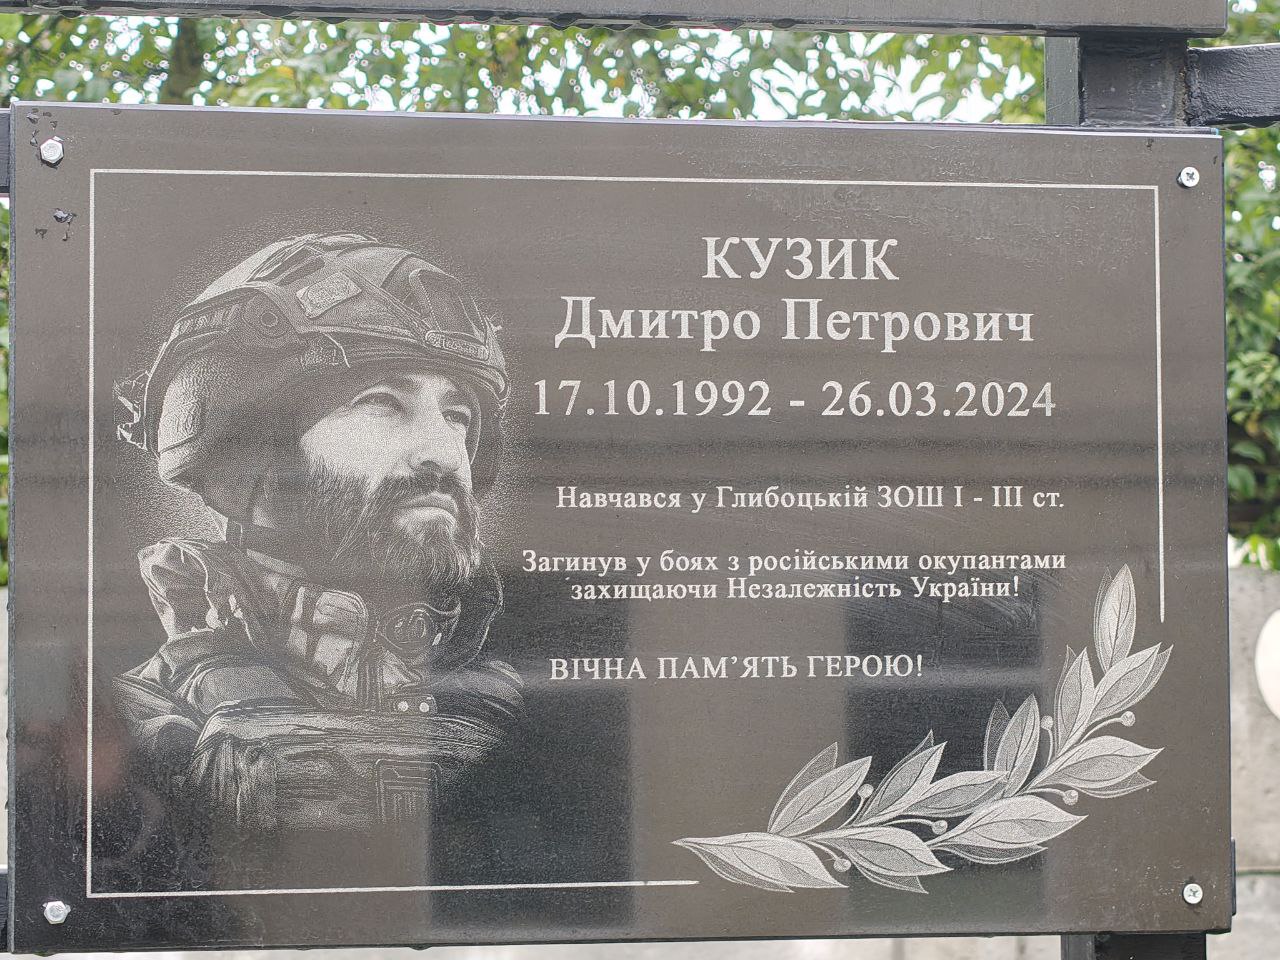 КУЗИК
Дмитро Петрович
17.10.1992 - 26.03.2024
Навчався у Глибоцькій ЗОШ І - ІІІ ст.
Загинув у боях з російськими окупантами
захищаючи Незалежність України!
ВІЧНА ПАМ’ЯТЬ ГЕРОЮ!